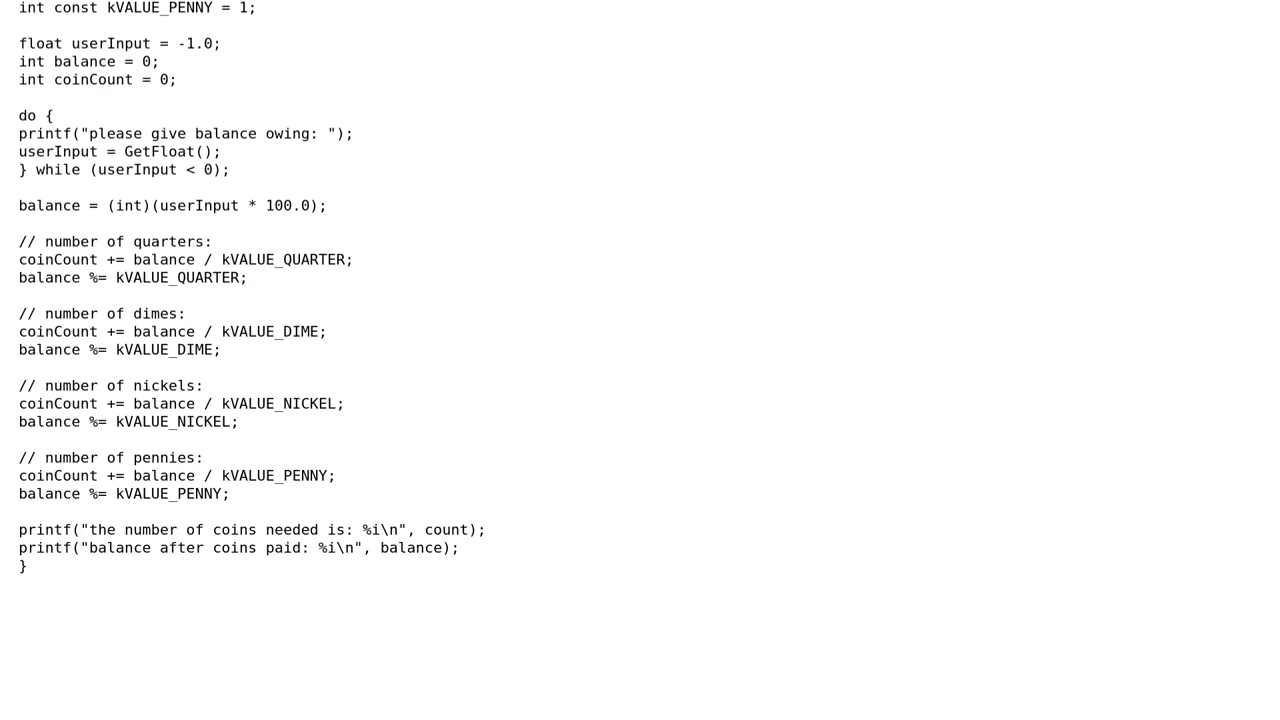 int const kVALUE_PENNY = 1;
float userInput = -1.0;
int balance = 0;
int coinCount = 0;
do {
printf("please give balance owing: ");
userInput = GetFloat();
} while (userInput < 0);
balance = (int)(userInput * 100.0);
// number of quarters:
coinCount += balance / kVALUE_QUARTER;
balance %= kVALUE_QUARTER;
// number of dimes:
coinCount += balance / kVALUE_DIME;
balance %= kVALUE_DIME;
// number of nickels:
coinCount += balance / kVALUE_NICKEL;
balance %= kVALUE_NICKEL;
// number of pennies:
coinCount += balance / kVALUE_PENNY;
balance %= kVALUE_PENNY;
printf("the number of coins needed is: %i\n", count);
printf("balance after coins paid: %i\n", balance);
}